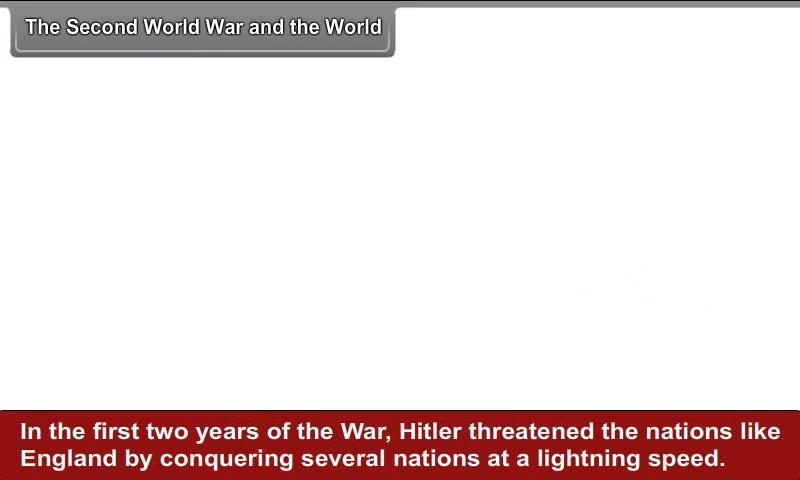 The Second World War and the World
In the first two years of the War, Hitler threatened the nations like
England by conquering several nations at a lightning speed.